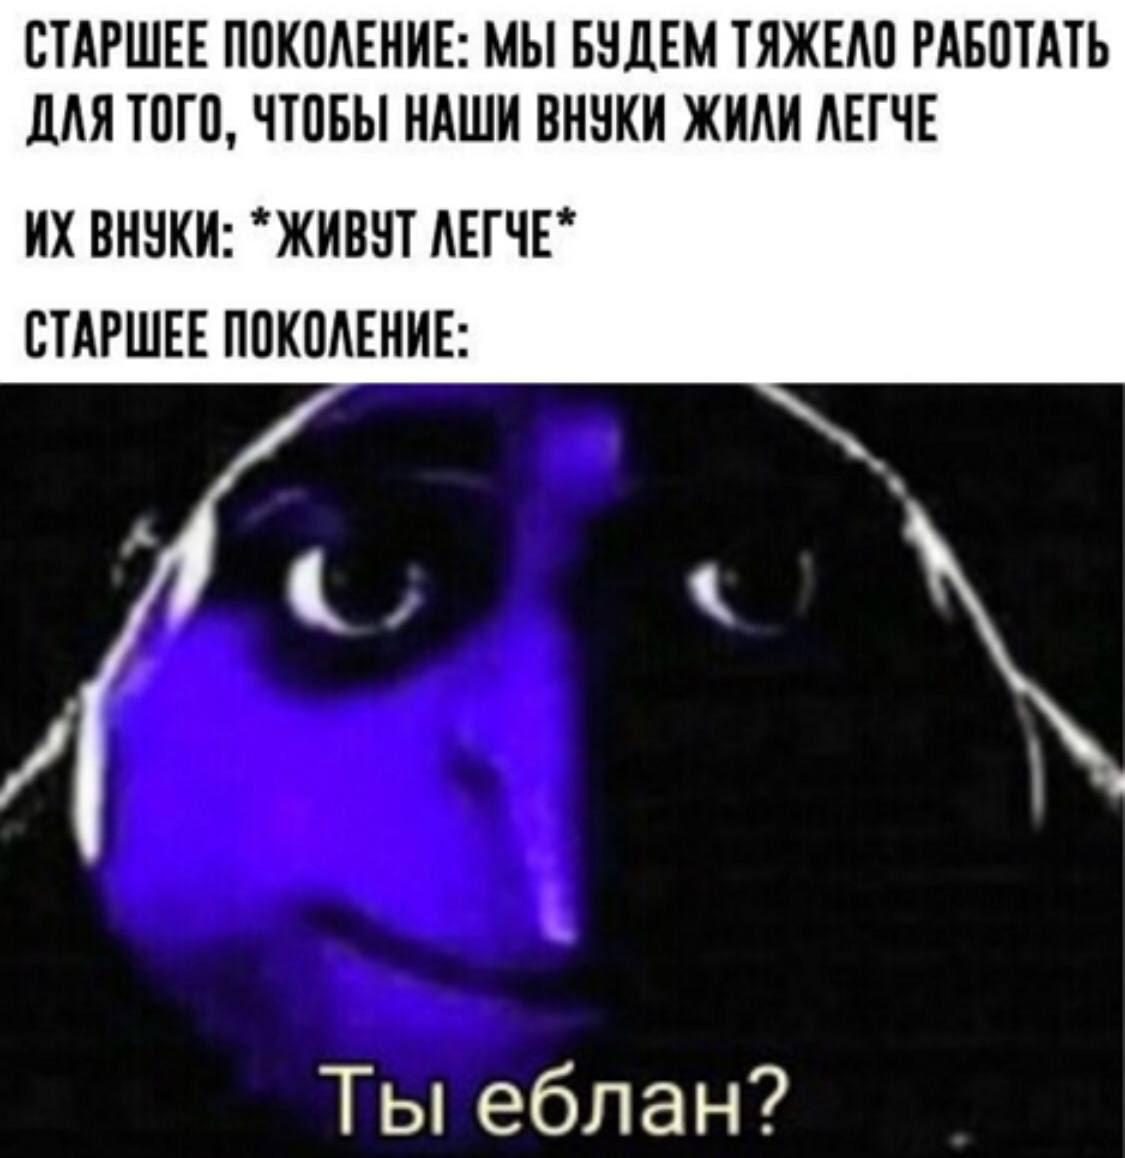 СТАРШЕЕ ПОКОЛЕНИЕ: МЫ БУДЕМ ТЯЖЕЛО РАБОТАТЬ
ДЛЯ ТОГО, ЧТОБЫ НАШИ ВНУКИ ЖИЛИ ЛЕГЧЕ
ИХ ВНУКИ: *ЖИВУТ ЛЕГЧЕ*
СТАРШЕЕ ПОКОЛЕНИЕ:
Ты еблан?